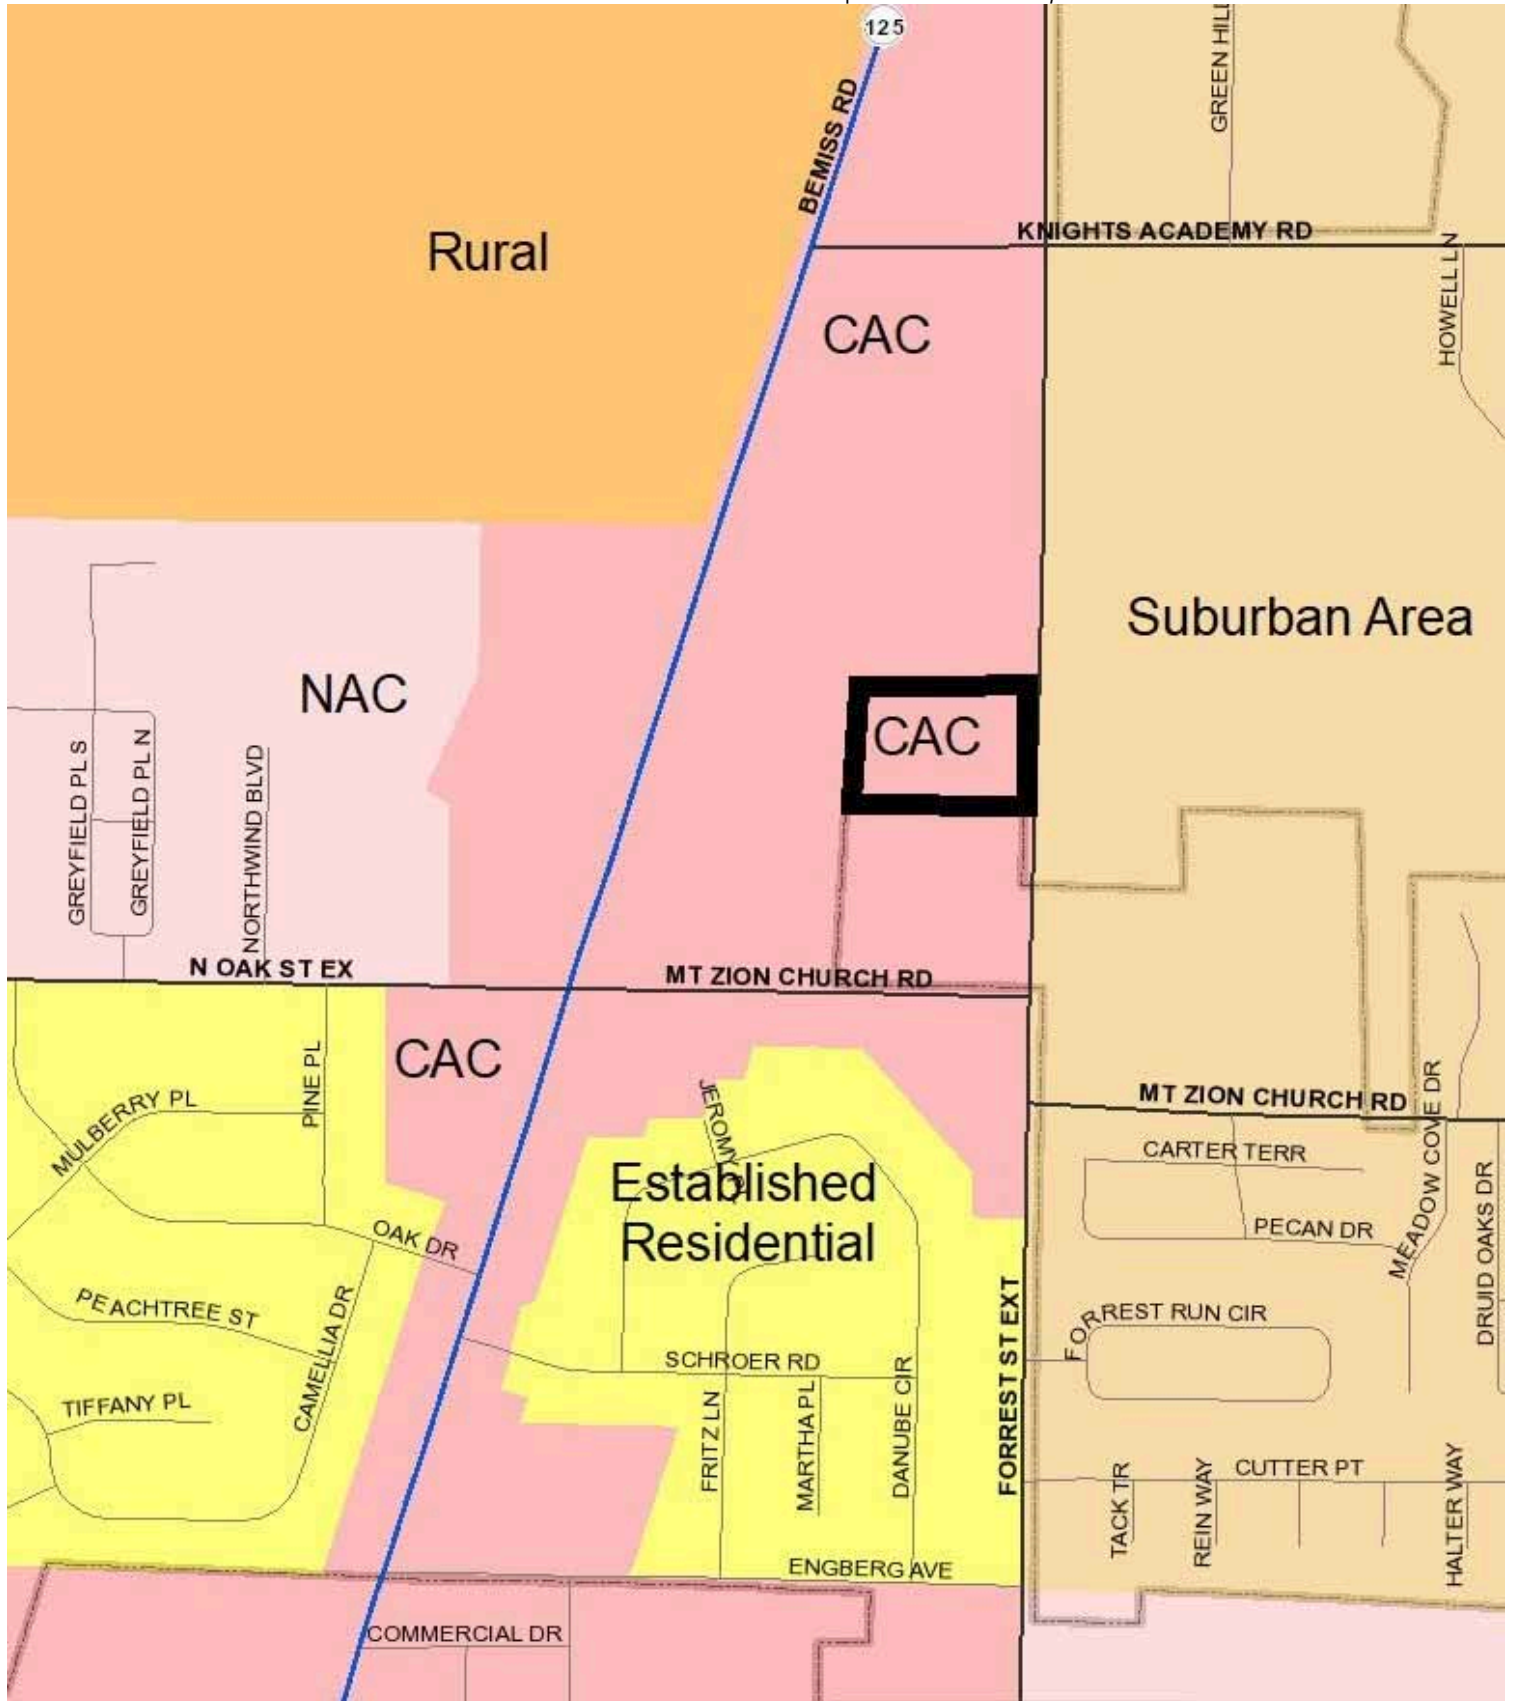 125
BEMISS RD
GREEN HILL
KNIGHTS ACADEMY RD
Rural
CAC
HOWELL LN
Suburban Area
NAC
CAC
GREYFIELD PL S
GREYFIELD PL N
NORTHWIND BLVD
N OAK ST EX
MT ZION CHURCH RD
CAC
PINE PL
MULBERRY PL
MT ZION CHURCH RD
MEADOW COVE DR
CARTER TERR
DRUID OAKS DR
Established
Residential
PECAN DR
OAK DR
PEACHTREE ST
CAMELLIA DR
FORREST ST EXT
FORREST RUN CIR
SCHROER RD
TIFFANY PL
FRITZ LN
MARTHA PL
DANUBE CIR
CUTTER PT
TACK TR
REIN WAY
HALTER WAY
ENGBERG AVE
COMMERCIAL DR